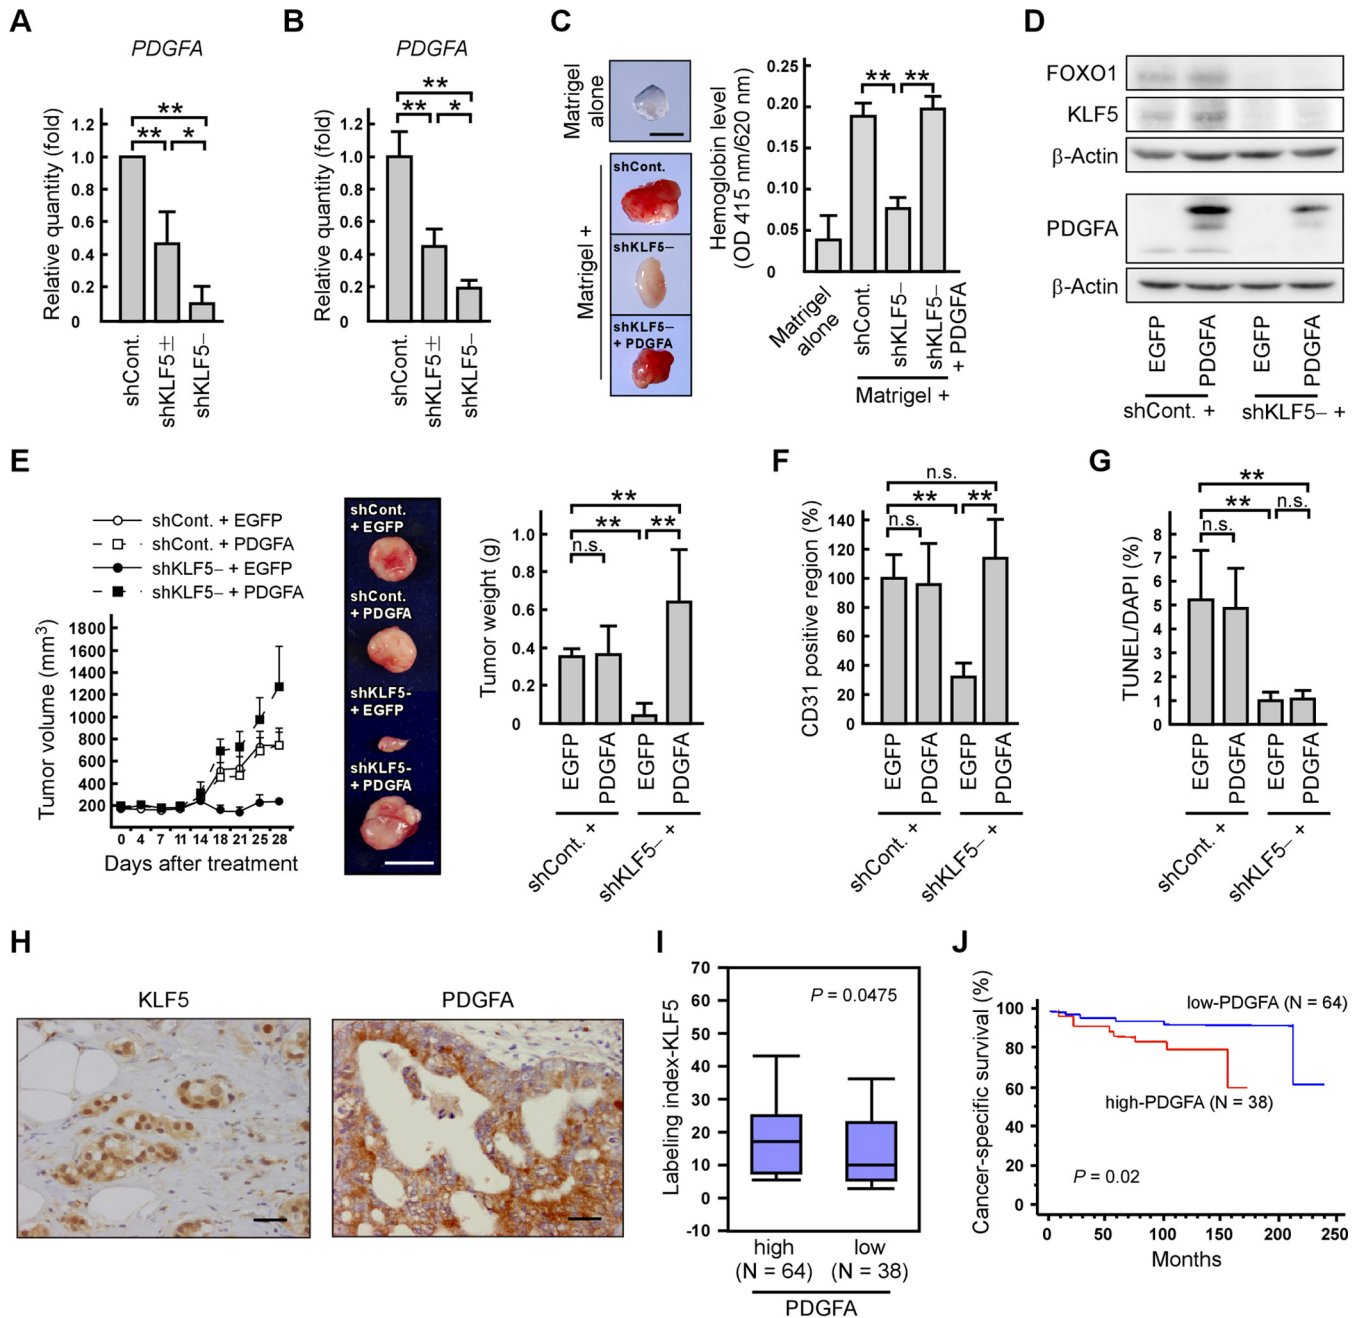 A
PDGFA
Relative quantity (fold)
1.2
1.0
0.8
0.6
0.4
0.2
0
**
** *
shCont.
shKLF5±
shKLF5–
B
PDGFA
Relative quantity (fold)
1.2
1.0
0.8
0.6
0.4
0.2
0
**
** *
shCont.
shKLF5±
shKLF5–
C
Matrigel
alone
Matrigel +
shCont.
shKLF5–
shKLF5–
+ PDGFA
Hemoglobin level
(OD 415 nm/620 nm)
0.25
0.20
0.15
0.10
0.05
0
** **
Matrigel
alone
shCont.
shKLF5–
shKLF5–
+ PDGFA
Matrigel +
D
FOXO1
KLF5
β-Actin
PDGFA
β-Actin
EGFP
PDGFA
EGFP
PDGFA
shCont. +
shKLF5– +
E
shCont. + EGFP
shCont. + PDGFA
shKLF5– + EGFP
shKLF5– + PDGFA
Tumor volume (mm³)
1800
1600
1400
1200
1000
800
600
400
200
0 4 7 11 14 18 21 25 28
Days after treatment
shCont.
+ EGFP
shCont.
+ PDGFA
shKLF5-
+ EGFP
shKLF5-
+ PDGFA
Tumor weight (g)
1.0
0.8
0.6
0.4
0.2
0
**
** **
n.s.
EGFP
PDGFA
EGFP
PDGFA
shCont. +
shKLF5– +
F
CD31 positive region (%)
140
120
100
80
60
40
20
0
n.s.
** **
n.s.
EGFP
PDGFA
EGFP
PDGFA
shCont. +
shKLF5– +
G
TUNEL/DAPI (%)
8
7
6
5
4
3
2
1
0
**
** n.s.
n.s.
EGFP
PDGFA
EGFP
PDGFA
shCont. +
shKLF5– +
H
KLF5
PDGFA
I
Labeling index-KLF5
70
60
50
40
30
20
10
0
-10
P = 0.0475
high
(N = 64)
low
(N = 38)
PDGFA
J
Cancer-specific survival (%)
100
80
60
40
20
0
low-PDGFA (N = 64)
high-PDGFA (N = 38)
P = 0.02
0 50 100 150 200 250
Months